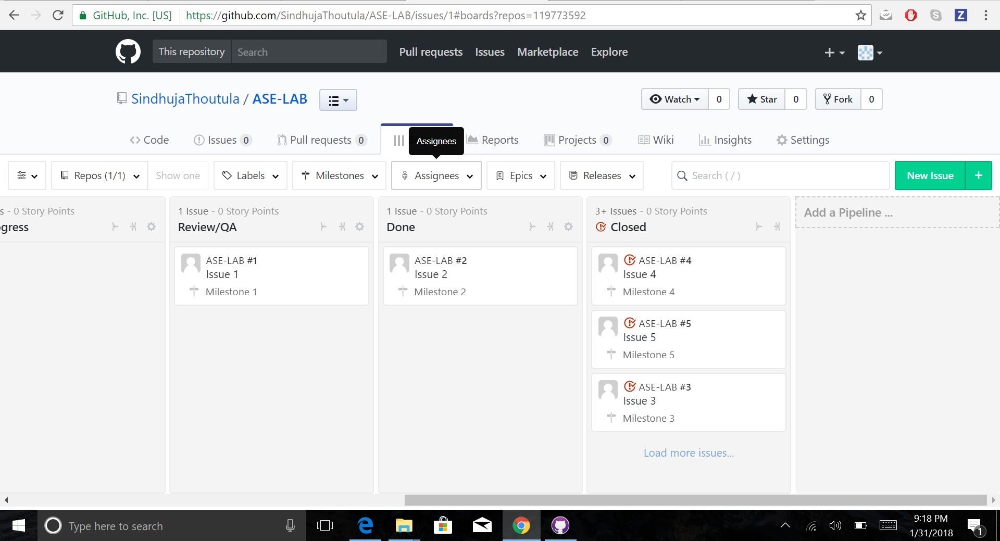 GitHub, Inc. [US] https://github.com/SindhujaThoutula/ASE-LAB/issues/1#boards?repos=119773592
This repository Search Pull requests Issues Marketplace Explore
SindhujaThoutula / ASE-LAB Watch 0 Star 0 Fork 0
Code Issues 0 Pull requests 0 Reports Projects 0 Wiki Insights Settings
Assignees
Repos (1/1) Show one Labels Milestones Assignees Epics Releases Search ( / ) New Issue +
s - 0 Story Points
gress
1 Issue - 0 Story Points
Review/QA
ASE-LAB #1
Issue 1
Milestone 1
1 Issue - 0 Story Points
Done
ASE-LAB #2
Issue 2
Milestone 2
3+ Issues - 0 Story Points
Closed
ASE-LAB #4
Issue 4
Milestone 4
ASE-LAB #5
Issue 5
Milestone 5
ASE-LAB #3
Issue 3
Milestone 3
Load more issues...
Add a Pipeline ...
Type here to search
9:18 PM
1/31/2018
1